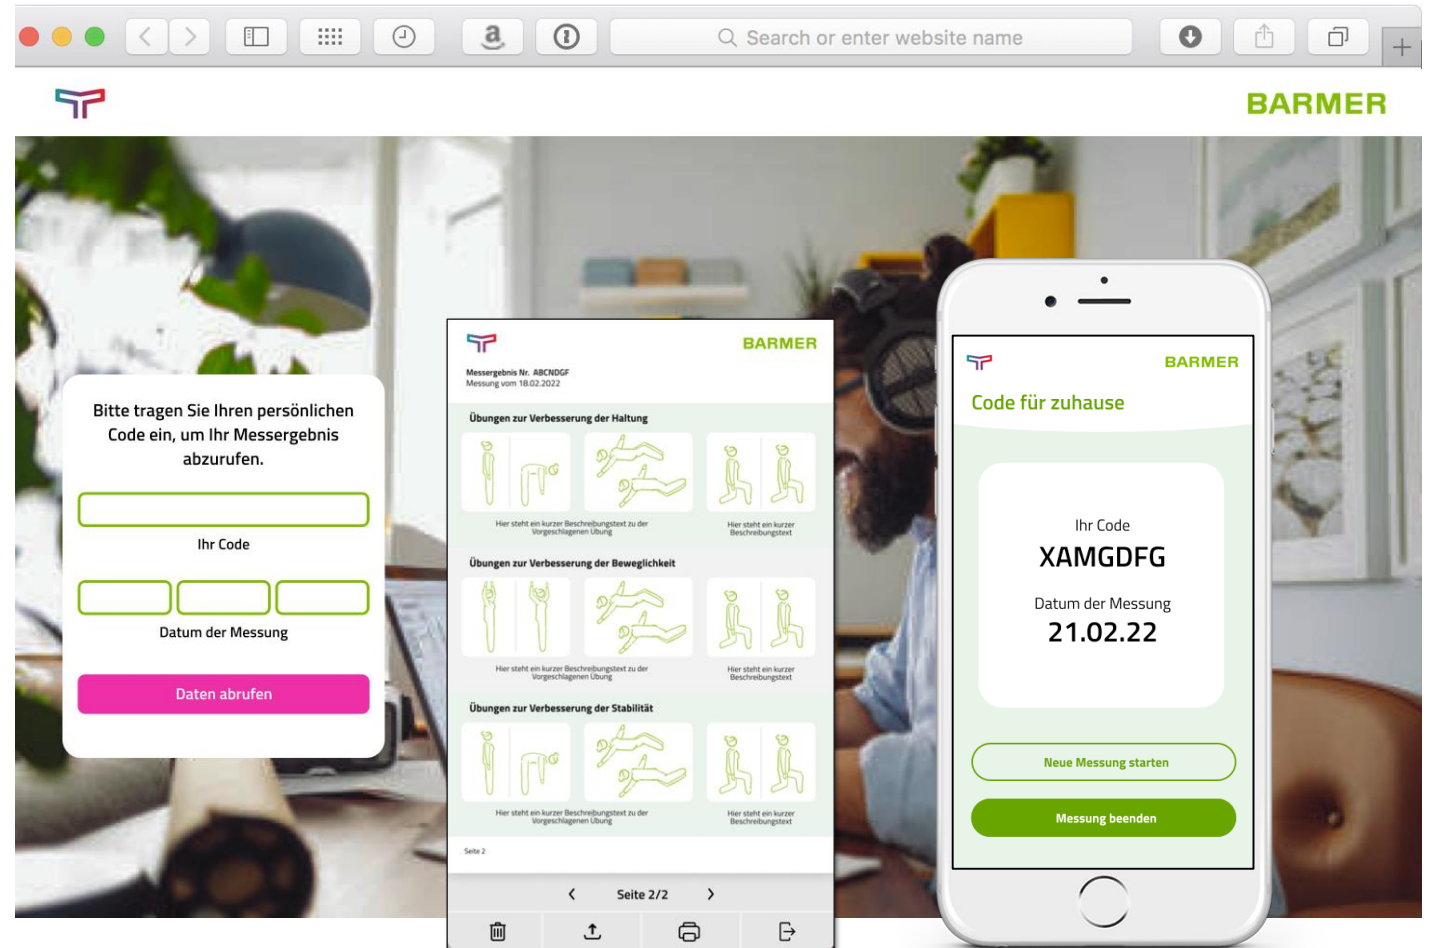 Search or enter website name
BARMER
Bitte tragen Sie Ihren persönlichen
Code ein, um Ihr Messergebnis
abzurufen.
Ihr Code
Datum der Messung
Daten abrufen
BARMER
Messergebnis Nr. ABCNDGF
Messung vom 18.02.2022
Übungen zur Verbesserung der Haltung
Hier steht ein kurzer Beschreibungstext zu der
Vorgeschlagenen Übung
Hier steht ein kurzer
Beschreibungstext
Übungen zur Verbesserung der Beweglichkeit
Hier steht ein kurzer Beschreibungstext zu der
Vorgeschlagenen Übung
Hier steht ein kurzer
Beschreibungstext
Übungen zur Verbesserung der Stabilität
Hier steht ein kurzer Beschreibungstext zu der
Vorgeschlagenen Übung
Hier steht ein kurzer
Beschreibungstext
Seite 2
Seite 2/2
BARMER
Code für zuhause
Ihr Code
XAMGDFG
Datum der Messung
21.02.22
Neue Messung starten
Messung beenden